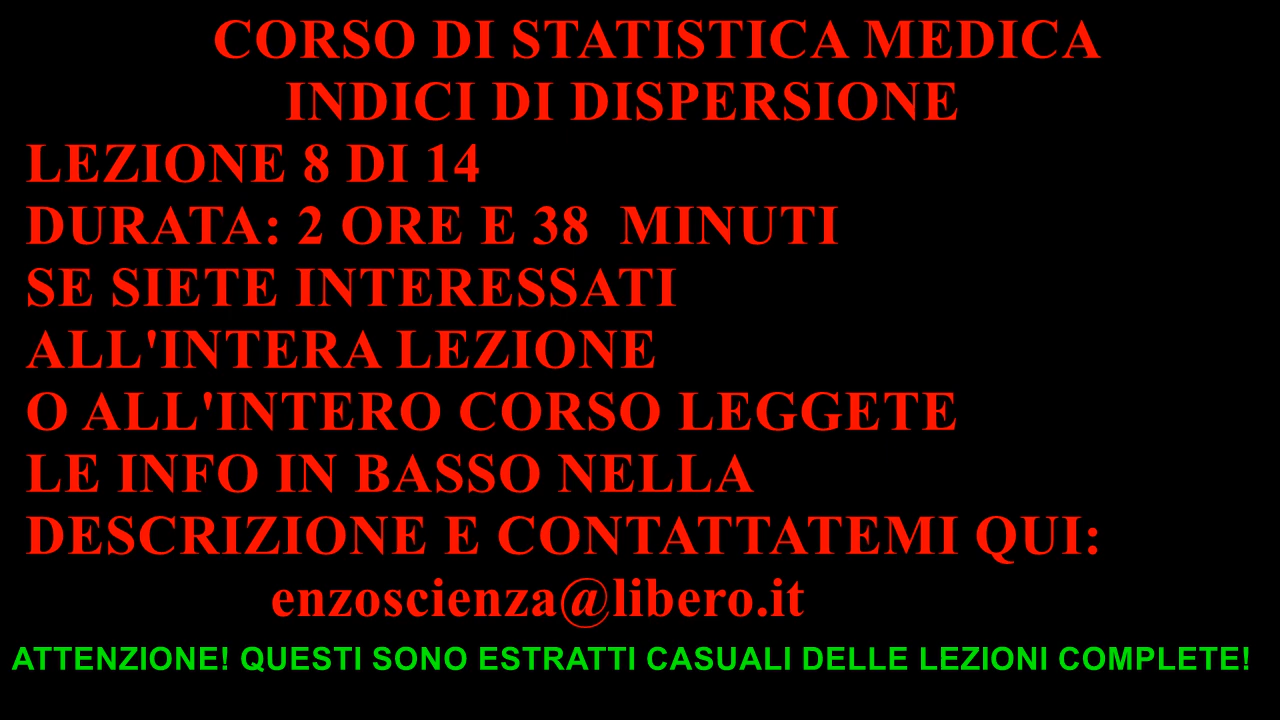 CORSO DI STATISTICA MEDICA
INDICI DI DISPERSIONE
LEZIONE 8 DI 14
DURATA: 2 ORE E 38 MINUTI
SE SIETE INTERESSATI
ALL'INTERA LEZIONE
O ALL'INTERO CORSO LEGGETE
LE INFO IN BASSO NELLA
DESCRIZIONE E CONTATTATEMI QUI:
enzoscienza@libero.it
ATTENZIONE! QUESTI SONO ESTRATTI CASUALI DELLE LEZIONI COMPLETE!